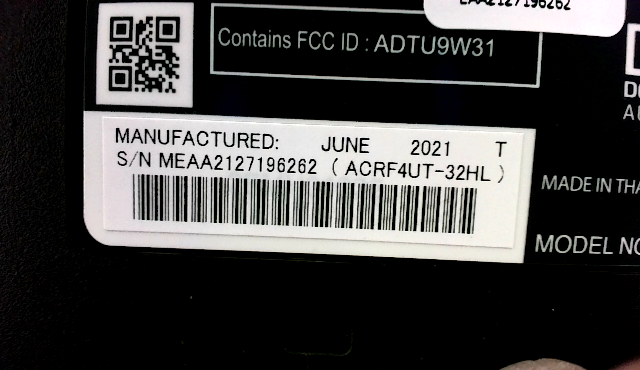 EAA2127196262
Contains FCC ID : ADTU9W31
MANUFACTURED: JUNE 2021 T
S/N MEAA2127196262 ( ACRF4UT-32HL )
MADE IN THA
MODEL NO